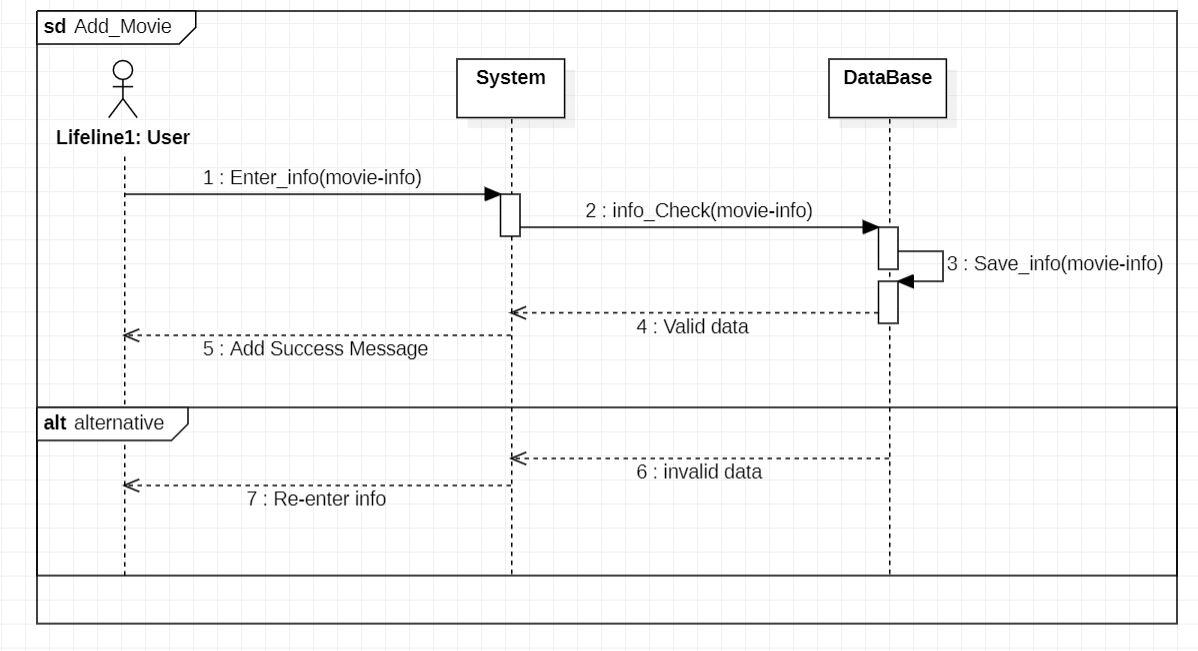 sd Add_Movie
System
DataBase
Lifeline1: User
1 : Enter_info(movie-info)
2 : info_Check(movie-info)
3 : Save_info(movie-info)
4 : Valid data
5 : Add Success Message
alt alternative
6 : invalid data
7 : Re-enter info